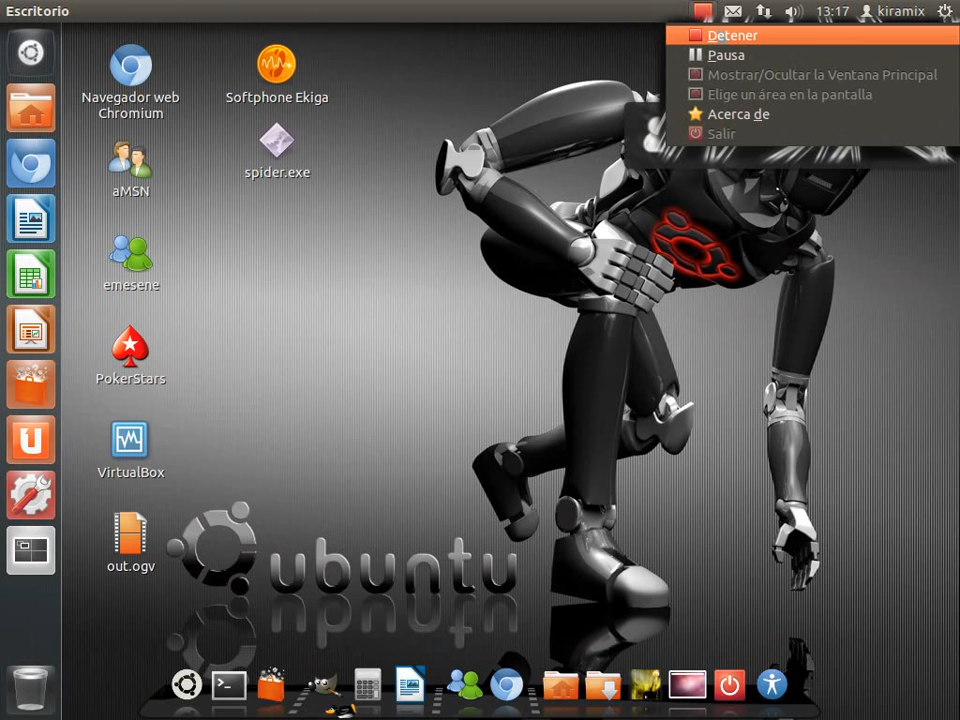 Escritorio
13:17
kiramix
Detener
Pausa
Mostrar/Ocultar la Ventana Principal
Elige un área en la pantalla
Acerca de
Salir
Navegador web
Chromium
Softphone Ekiga
aMSN
spider.exe
emesene
PokerStars
VirtualBox
out.ogv
ubuntu